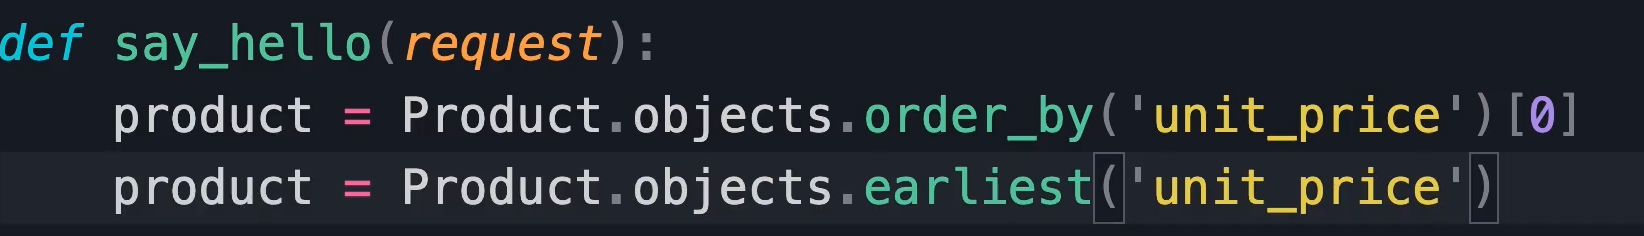 def say_hello(request):
    product = Product.objects.order_by('unit_price')[0]
    product = Product.objects.earliest('unit_price')